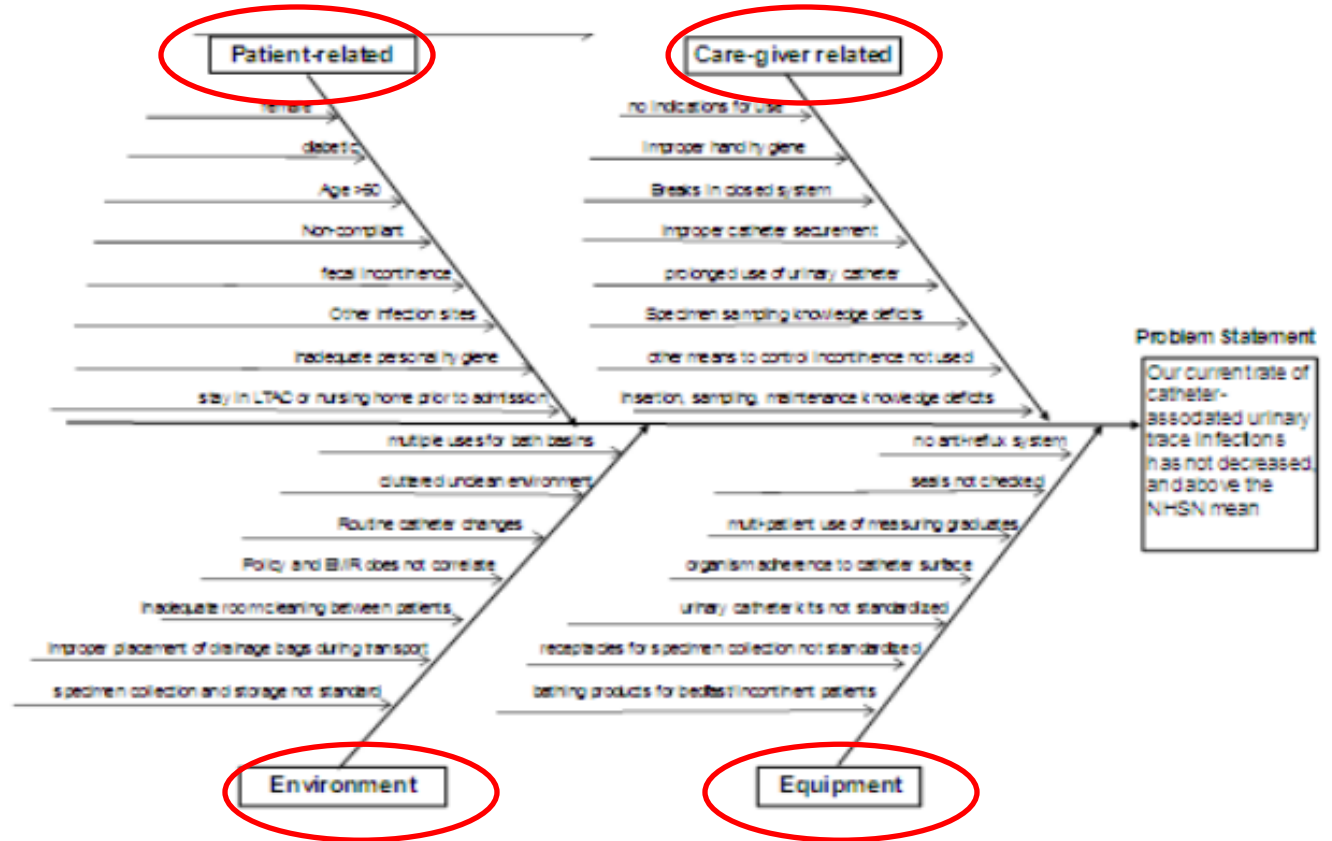 Patient-related
female
diabetic
Age >60
Non-compliant
fecal incontinence
Other infection sites
inadequate personal hygiene
stay in LTAC or nursing home prior to admission
Care-giver related
no indications for use
Improper hand hygiene
Breaks in closed system
Improper catheter securement
prolonged use of urinary catheter
Specimen sampling knowledge deficits
other means to control incontinence not used
Insertion, sampling, maintenance knowledge deficits
Problem Statement
Our current rate of
catheter-
associated urinary
trace infections
has not decreased,
and above the
NHSN mean
multiple uses for bath basins
cluttered unclean environment
Routine catheter changes
Policy and EMR does not correlate
Inadequate room cleaning between patients
Improper placement of drainage bags during transport
specimen collection and storage not standard
Environment
no anti-reflux system
seals not checked
multi-patient use of measuring graduates
organism adherence to catheter surface
urinary catheter kits not standardized
receptacles for specimen collection not standardized
bathing products for bedfast/incontinent patients
Equipment